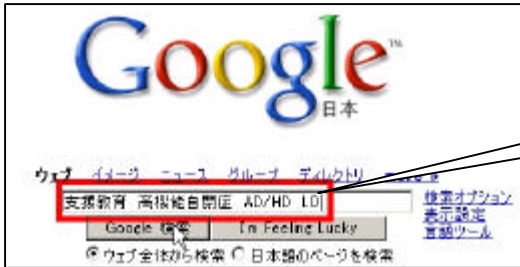 Google™
日本
ウェブ イメージ ニュース グループ ディレクトリ
支援教育 高機能自閉症 AD/HD LD
Google 検索 I'm Feeling Lucky
検索オプション
表示設定
言語ツール
ウェブ全体から検索 日本語のページを検索